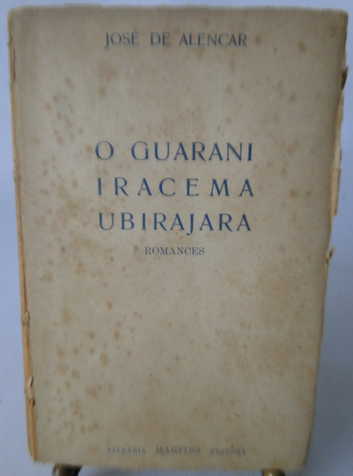 JOSÉ DE ALENCAR
O GUARANI
IRACEMA
UBIRAJARA
ROMANCES
LIVRARIA MARTINS EDITÔRA